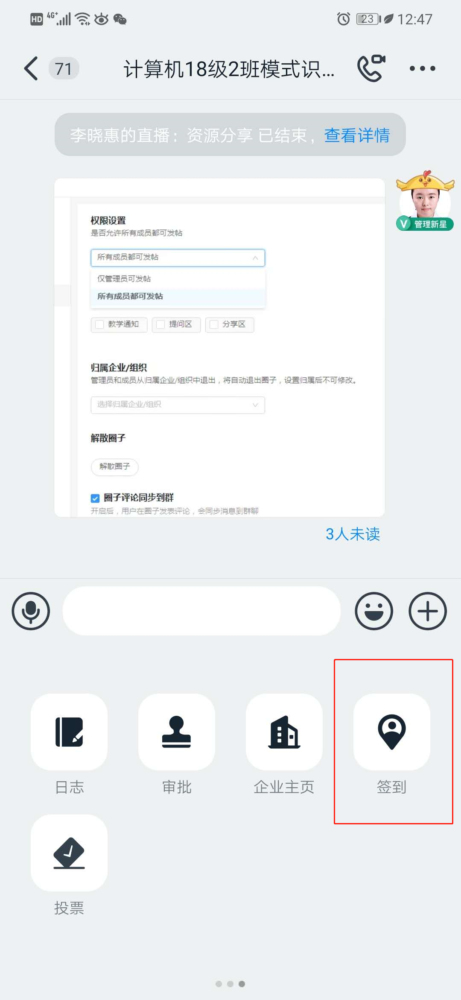 HD 4G+ 23 12:47
71 计算机18级2班模式识...
李晓惠的直播：资源分享 已结束，查看详情
管理新星
权限设置
是否允许所有成员都可发帖
所有成员都可发帖
仅管理员可发帖
所有成员都可发帖
教学通知 提问区 分享区
归属企业/组织
管理员和成员从归属企业/组织中退出，将自动退出圈子，设置归属后不可修改。
选择归属企业/组织
解散圈子
解散圈子
圈子评论同步到群
开启后，用户在圈子发表评论，会同步消息到群聊
3人未读
日志 审批 企业主页 签到
投票